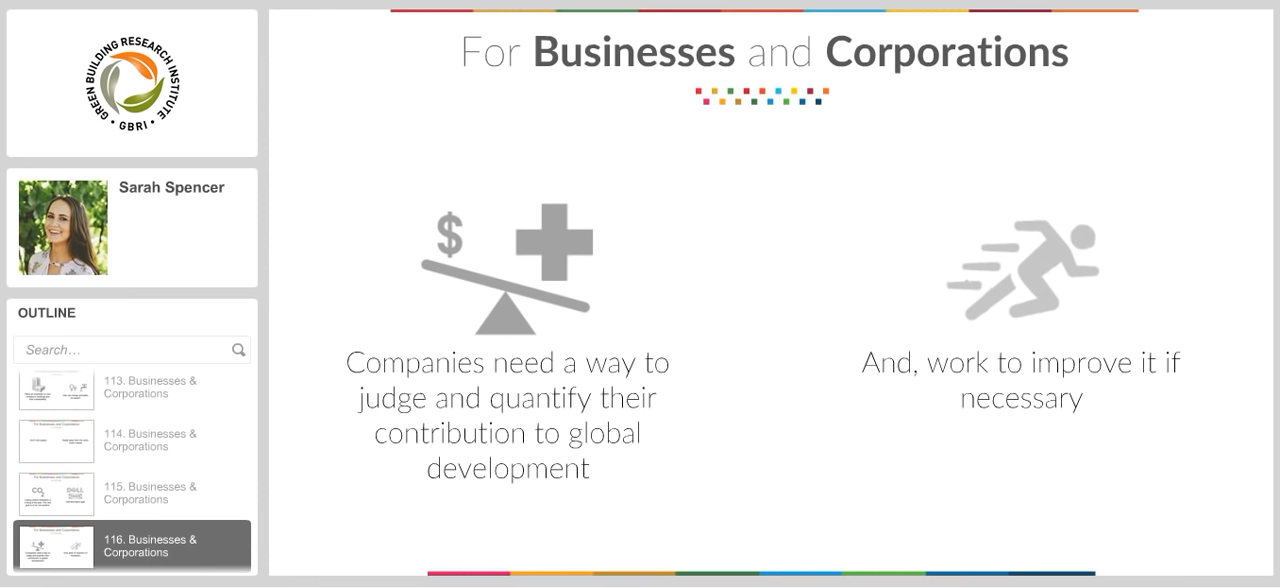 GREEN BUILDING RESEARCH INSTITUTE
• GBRI •
Sarah Spencer
OUTLINE
Search...
113. Businesses &
Corporations
114. Businesses &
Corporations
115. Businesses &
Corporations
116. Businesses &
Corporations
For Businesses and Corporations
$
Companies need a way to
judge and quantify their
contribution to global
development
And, work to improve it if
necessary